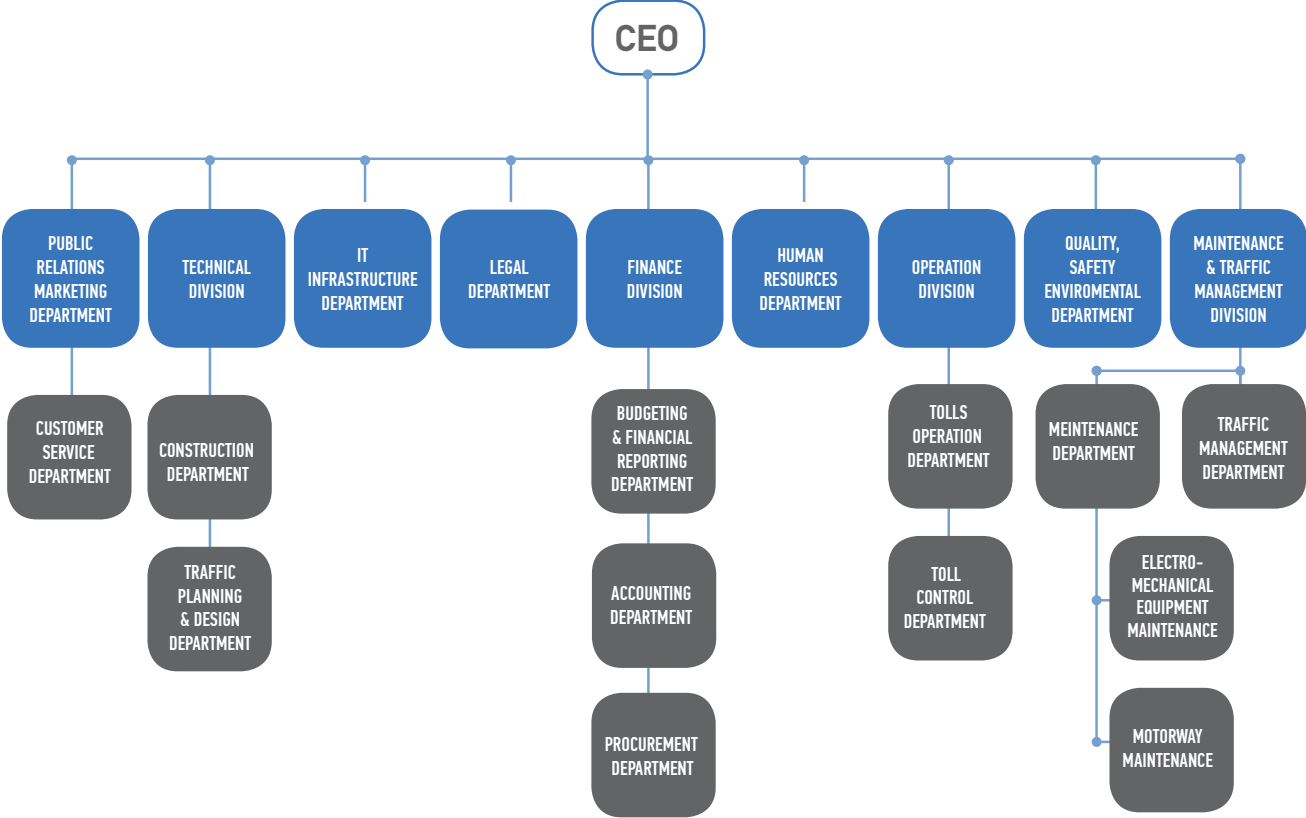 CEO
PUBLIC
RELATIONS
MARKETING
DEPARTMENT
TECHNICAL
DIVISION
IT
INFRASTRUCTURE
DEPARTMENT
LEGAL
DEPARTMENT
FINANCE
DIVISION
HUMAN
RESOURCES
DEPARTMENT
OPERATION
DIVISION
QUALITY,
SAFETY
ENVIROMENTAL
DEPARTMENT
MAINTENANCE
& TRAFFIC
MANAGEMENT
DIVISION
CUSTOMER
SERVICE
DEPARTMENT
CONSTRUCTION
DEPARTMENT
BUDGETING
& FINANCIAL
REPORTING
DEPARTMENT
TOLLS
OPERATION
DEPARTMENT
MEINTENANCE
DEPARTMENT
TRAFFIC
MANAGEMENT
DEPARTMENT
TRAFFIC
PLANNING
& DESIGN
DEPARTMENT
ACCOUNTING
DEPARTMENT
TOLL
CONTROL
DEPARTMENT
ELECTRO-
MECHANICAL
EQUIPMENT
MAINTENANCE
PROCUREMENT
DEPARTMENT
MOTORWAY
MAINTENANCE